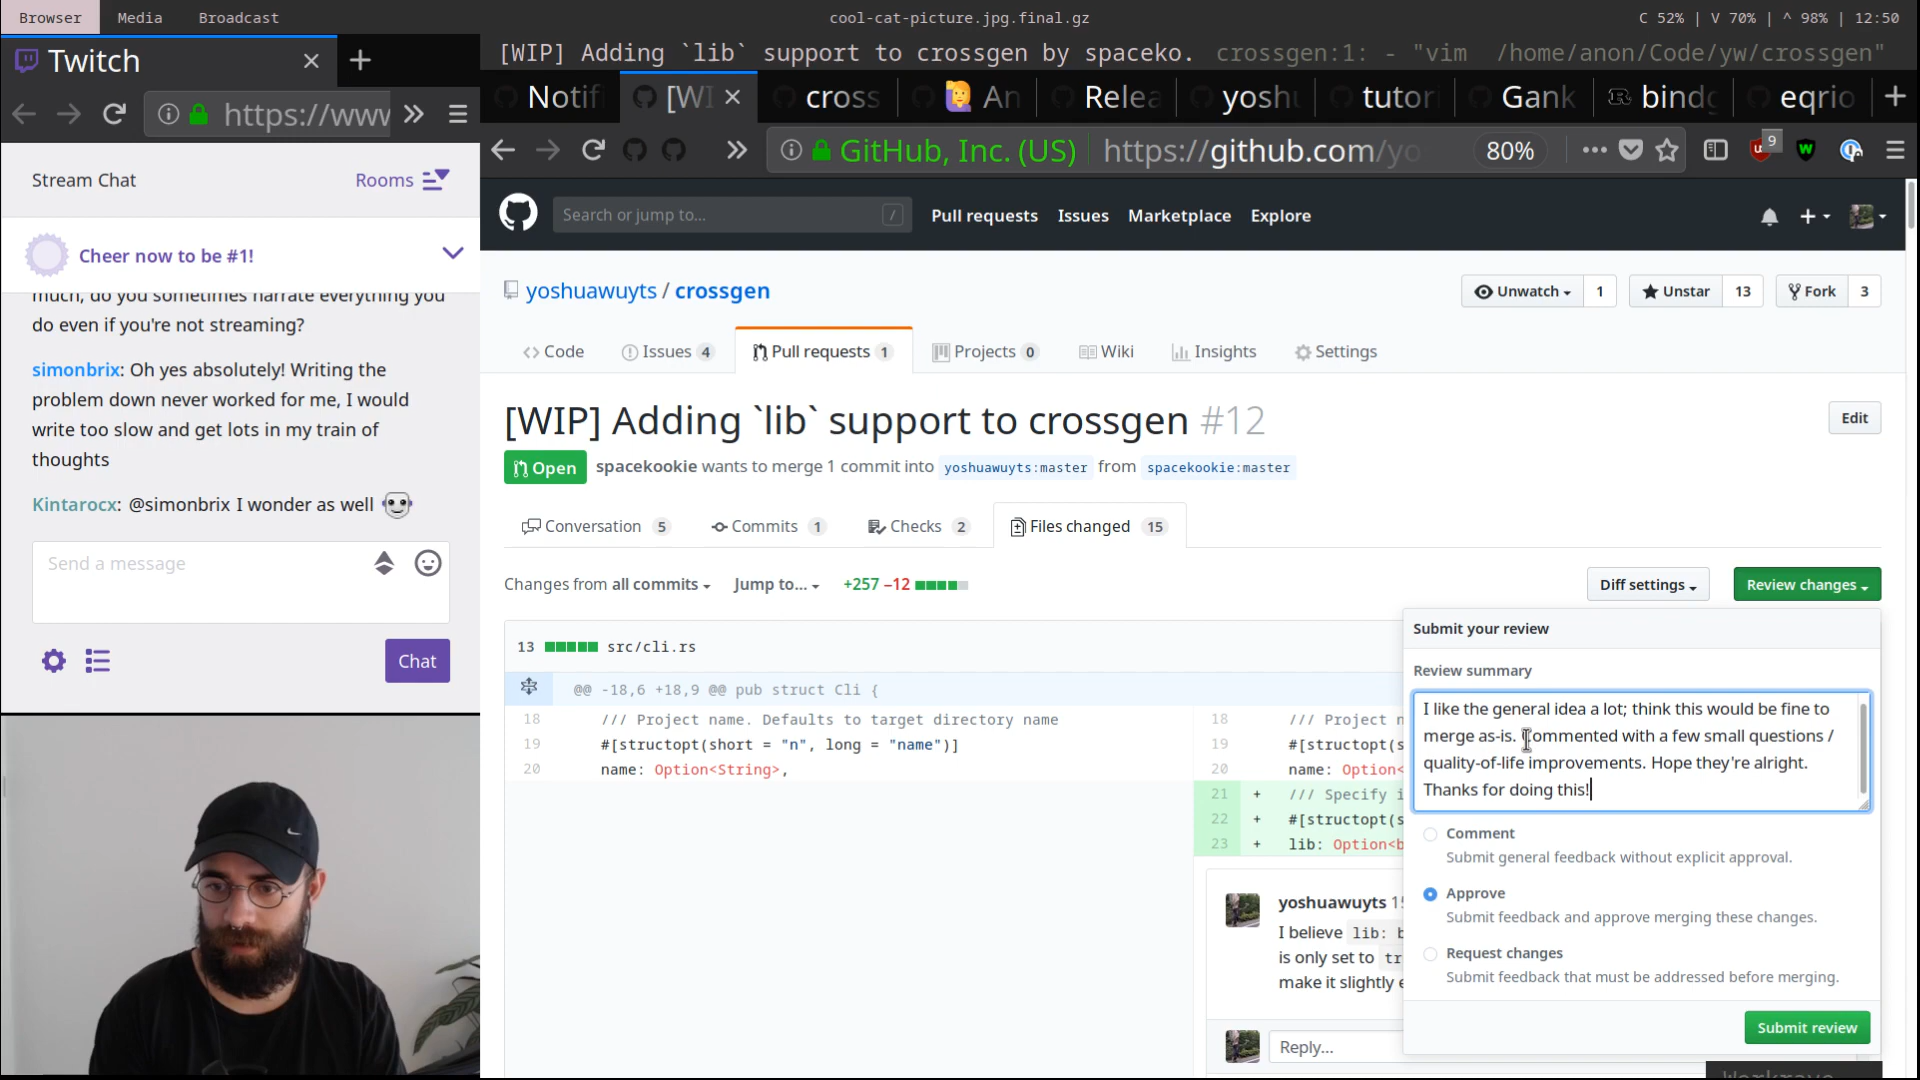 Browser Media Broadcast cool-cat-picture.jpg.final.gz C 52% | V 70% | ^ 98% | 12:50
Twitch
https://www
Stream Chat Rooms
Cheer now to be #1!
much, do you sometimes narrate everything you
do even if you're not streaming?
simonbrix: Oh yes absolutely! Writing the
problem down never worked for me, I would
write too slow and get lots in my train of
thoughts
Kintarocx: @simonbrix I wonder as well
Send a message
Chat
[WIP] Adding `lib` support to crossgen by spaceko. crossgen:1: - "vim /home/anon/Code/yw/crossgen"
Notif [WI cross An Relea yoshu tutor Gank bindg eqrio
GitHub, Inc. (US) https://github.com/yo 80% 9
Search or jump to... / Pull requests Issues Marketplace Explore
yoshuawuyts / crossgen Unwatch 1 Unstar 13 Fork 3
Code Issues 4 Pull requests 1 Projects 0 Wiki Insights Settings
[WIP] Adding `lib` support to crossgen #12 Edit
Open spacekookie wants to merge 1 commit into yoshuawuyts:master from spacekookie:master
Conversation 5 Commits 1 Checks 2 Files changed 15
Changes from all commits Jump to... +257 −12 Diff settings Review changes
13 src/cli.rs
@@ -18,6 +18,9 @@ pub struct Cli {
18 /// Project name. Defaults to target directory name 18 /// Project n
19 #[structopt(short = "n", long = "name")] 19 #[structopt(s
20 name: Option<String>, 20 name: Option<
21 + /// Specify i
22 + #[structopt(s
23 + lib: Option<b
yoshuawuyts
I believe lib: b
is only set to tr
make it slightly e
Reply...
Submit your review
Review summary
I like the general idea a lot; think this would be fine to
merge as-is. Commented with a few small questions /
quality-of-life improvements. Hope they're alright.
Thanks for doing this!
Comment
Submit general feedback without explicit approval.
Approve
Submit feedback and approve merging these changes.
Request changes
Submit feedback that must be addressed before merging.
Submit review